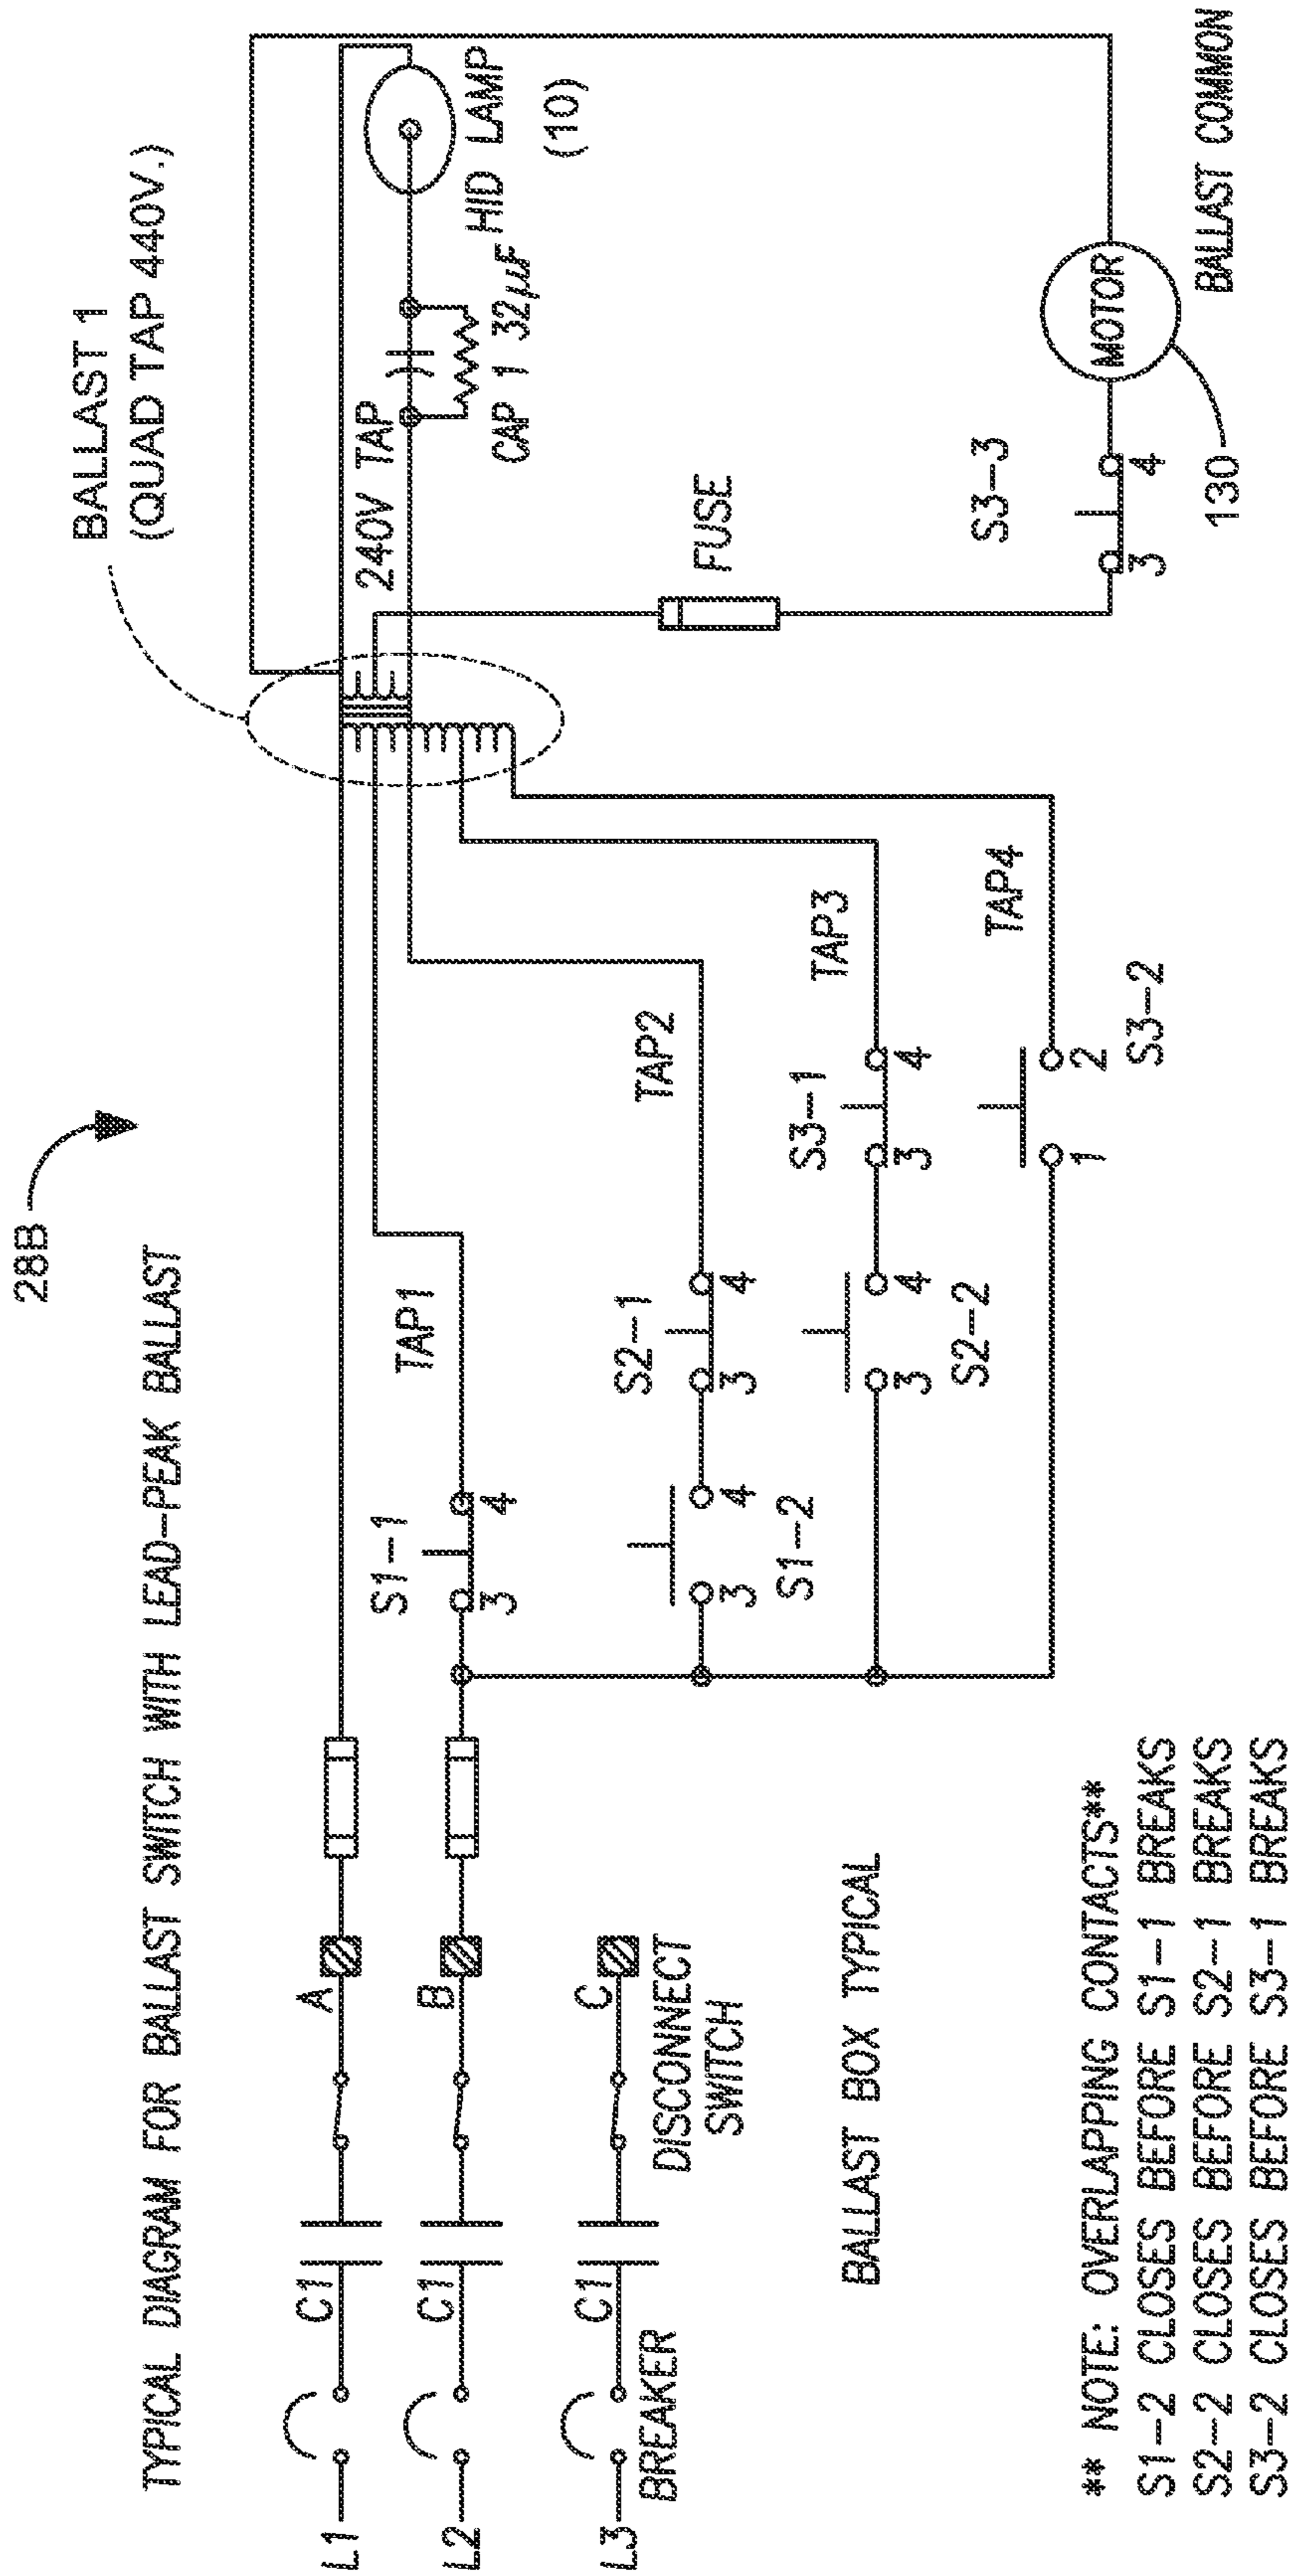 28B
TYPICAL DIAGRAM FOR BALLAST SWITCH WITH LEAD-PEAK BALLAST
BALLAST 1
(QUAD TAP 440V.)
L1
C1
A
L2
C1
B
L3
C1
C
BREAKER
DISCONNECT
SWITCH
S1-1
3
4
TAP1
240V TAP
CAP 1 32µF
HID LAMP
(10)
S1-2
3
4
S2-1
3
4
TAP2
FUSE
S2-2
3
4
S3-1
3
4
TAP3
1
2
S3-2
TAP4
S3-3
3
4
MOTOR
130
BALLAST COMMON
BALLAST BOX TYPICAL
** NOTE: OVERLAPPING CONTACTS**
S1-2 CLOSES BEFORE S1-1 BREAKS
S2-2 CLOSES BEFORE S2-1 BREAKS
S3-2 CLOSES BEFORE S3-1 BREAKS